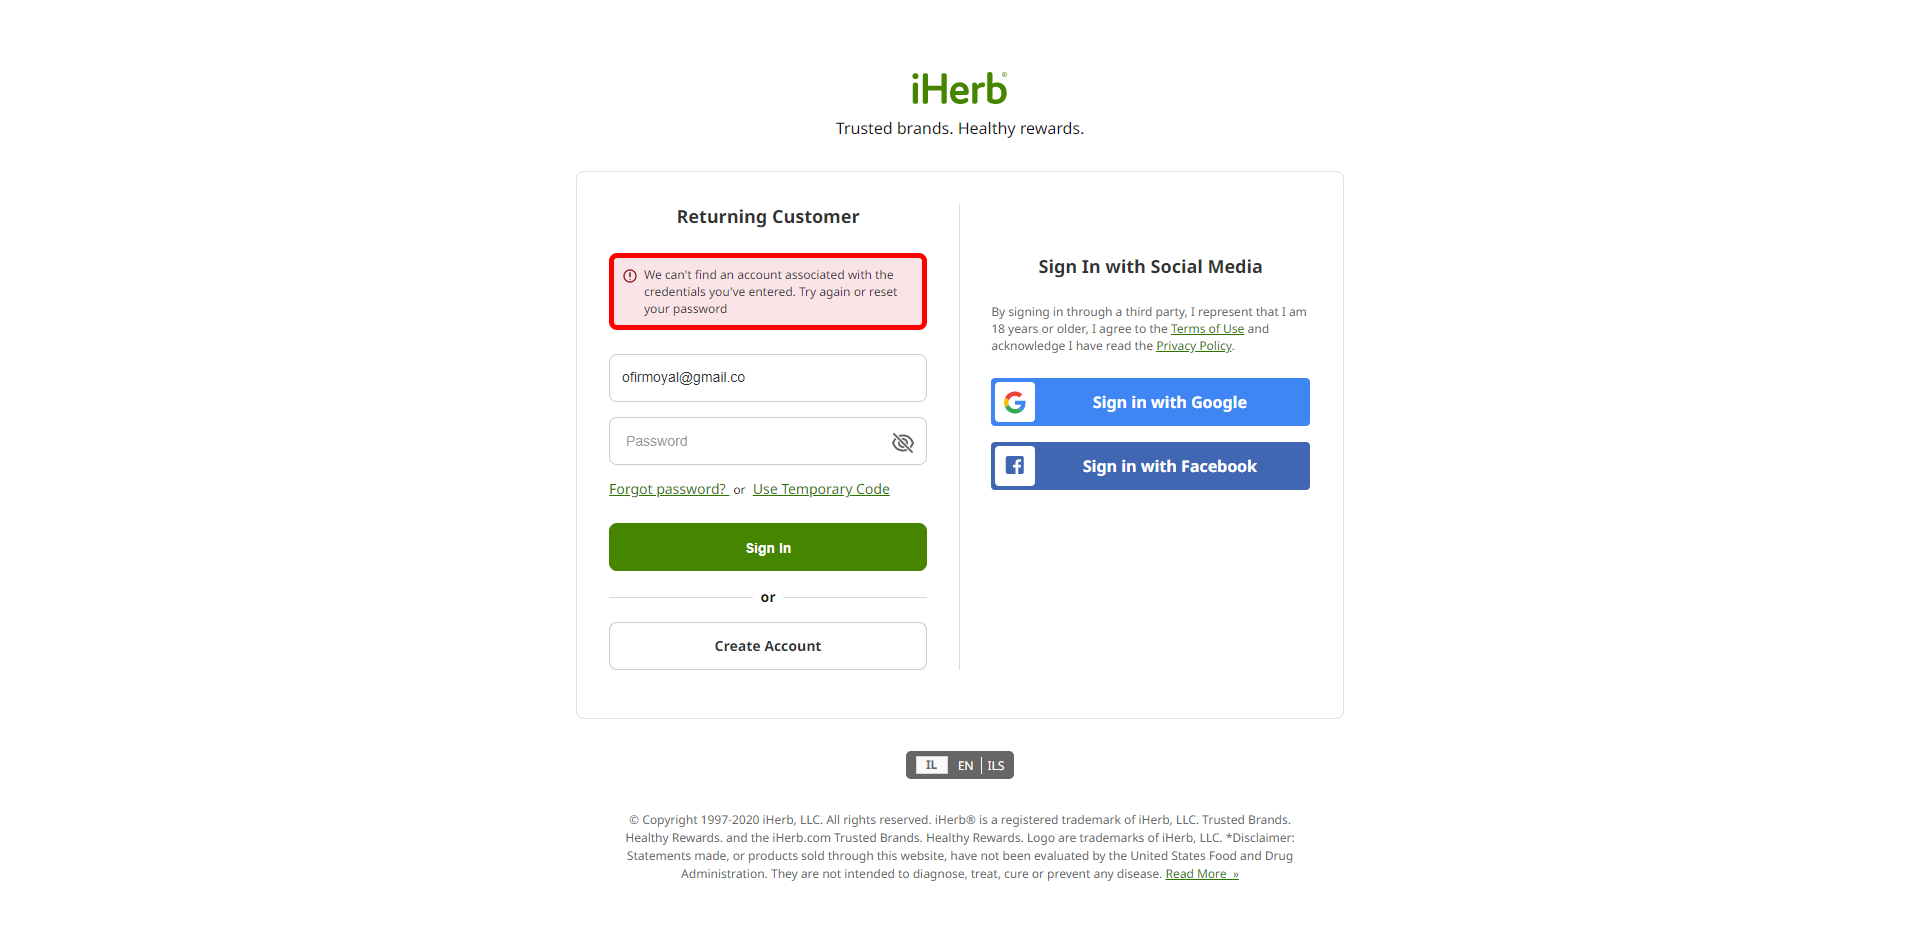 iHerb®
Trusted brands. Healthy rewards.
Returning Customer
We can't find an account associated with the
credentials you've entered. Try again or reset
your password
ofirmoyal@gmail.co
Password
Forgot password? or Use Temporary Code
Sign In
or
Create Account
Sign In with Social Media
By signing in through a third party, I represent that I am
18 years or older, I agree to the Terms of Use and
acknowledge I have read the Privacy Policy.
Sign in with Google
Sign in with Facebook
IL EN ILS
© Copyright 1997-2020 iHerb, LLC. All rights reserved. iHerb® is a registered trademark of iHerb, LLC. Trusted Brands.
Healthy Rewards. and the iHerb.com Trusted Brands. Healthy Rewards. Logo are trademarks of iHerb, LLC. *Disclaimer:
Statements made, or products sold through this website, have not been evaluated by the United States Food and Drug
Administration. They are not intended to diagnose, treat, cure or prevent any disease. Read More »